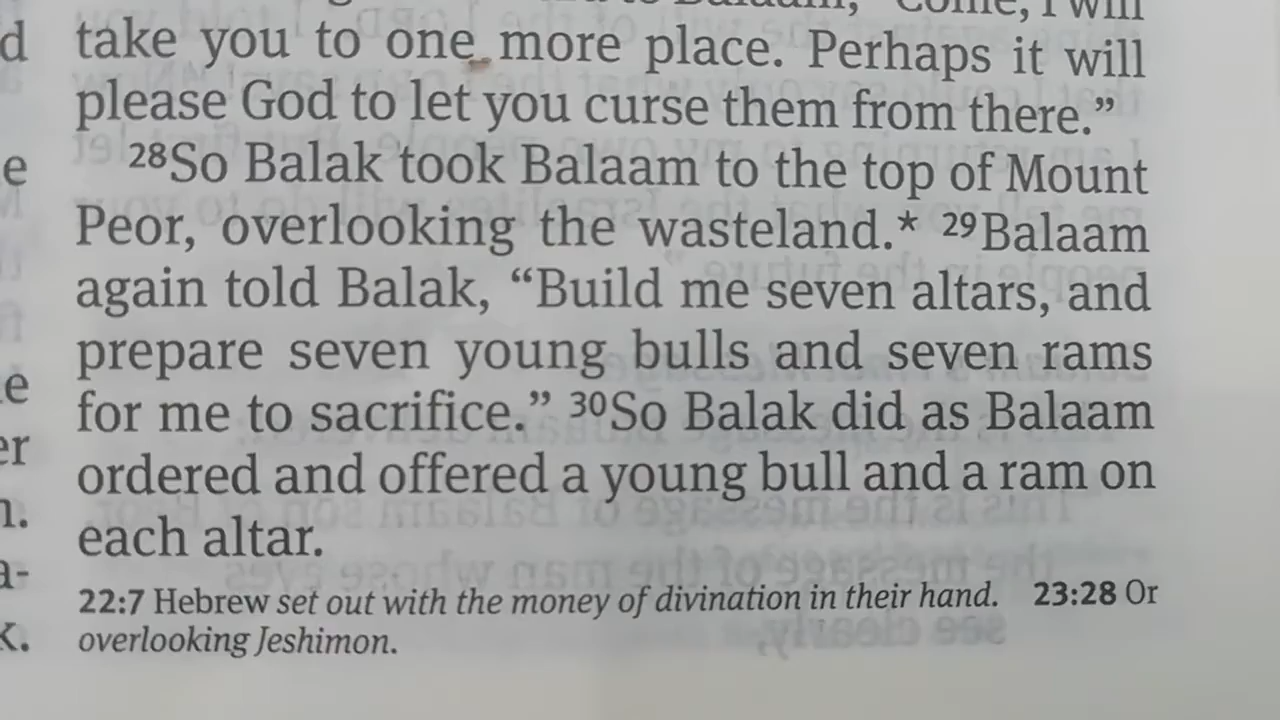 Come, I will
take you to one more place. Perhaps it will
please God to let you curse them from there.”
28So Balak took Balaam to the top of Mount
Peor, overlooking the wasteland.* 29Balaam
again told Balak, “Build me seven altars, and
prepare seven young bulls and seven rams
for me to sacrifice.” 30So Balak did as Balaam
ordered and offered a young bull and a ram on
each altar.
22:7 Hebrew set out with the money of divination in their hand. 23:28 Or
overlooking Jeshimon.